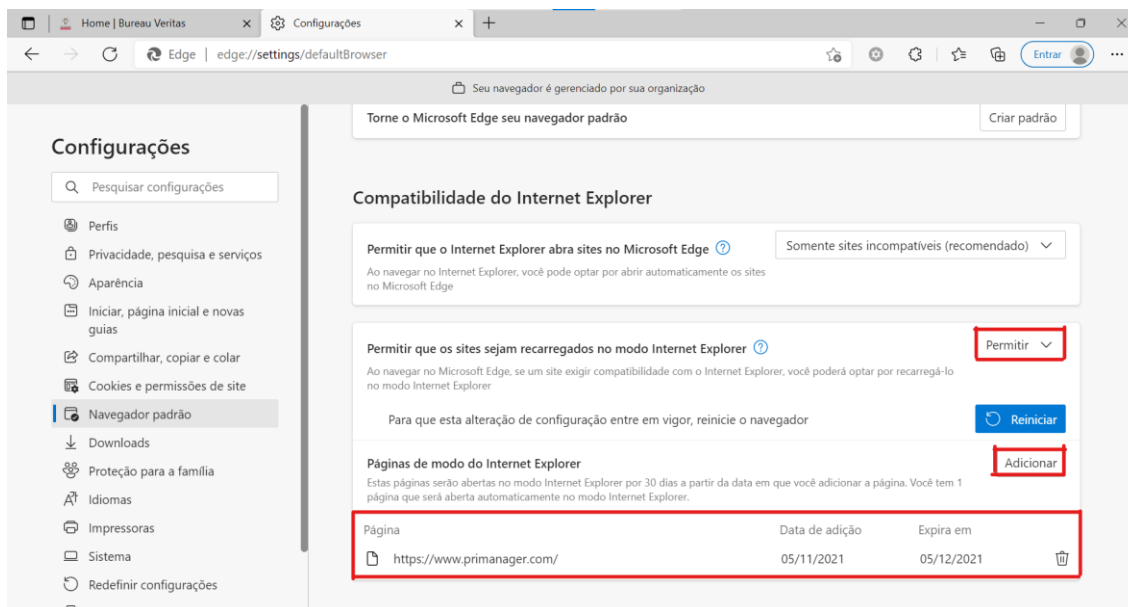 Home | Bureau Veritas
Configurações
Edge | edge://settings/defaultBrowser
Entrar
Seu navegador é gerenciado por sua organização
Configurações
Pesquisar configurações
Perfis
Privacidade, pesquisa e serviços
Aparência
Iniciar, página inicial e novas
guias
Compartilhar, copiar e colar
Cookies e permissões de site
Navegador padrão
Downloads
Proteção para a família
Idiomas
Impressoras
Sistema
Redefinir configurações
Torne o Microsoft Edge seu navegador padrão
Criar padrão
Compatibilidade do Internet Explorer
Permitir que o Internet Explorer abra sites no Microsoft Edge
Somente sites incompatíveis (recomendado)
Ao navegar no Internet Explorer, você pode optar por abrir automaticamente os sites
no Microsoft Edge
Permitir que os sites sejam recarregados no modo Internet Explorer
Permitir
Ao navegar no Microsoft Edge, se um site exigir compatibilidade com o Internet Explorer, você poderá optar por recarregá-lo
no modo Internet Explorer
Para que esta alteração de configuração entre em vigor, reinicie o navegador
Reiniciar
Páginas de modo do Internet Explorer
Adicionar
Estas páginas serão abertas no modo Internet Explorer por 30 dias a partir da data em que você adicionar a página. Você tem 1
página que será aberta automaticamente no modo Internet Explorer.
Página Data de adição Expira em
https://www.primanager.com/ 05/11/2021 05/12/2021